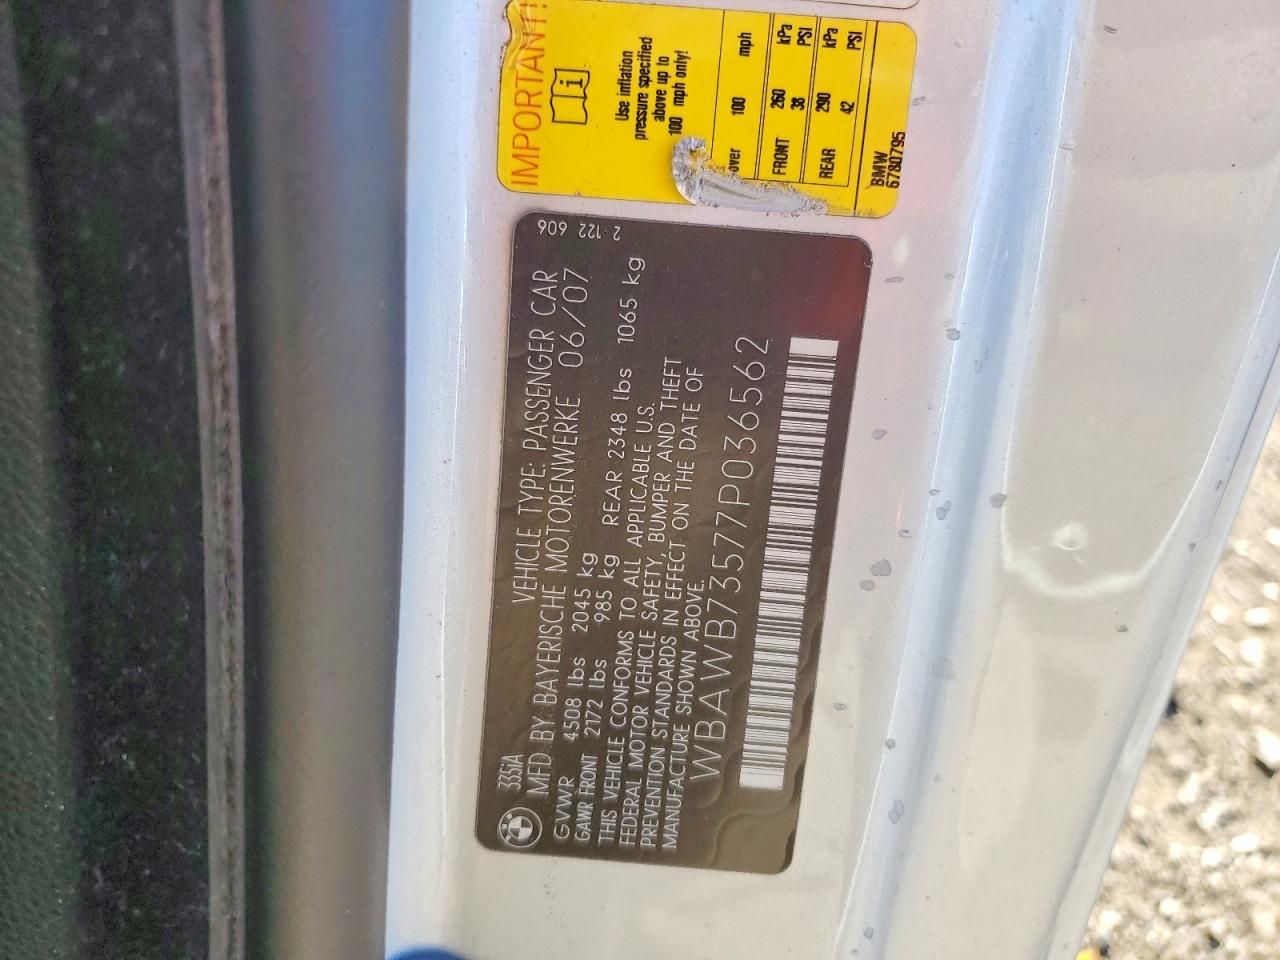 IMPORTANT!
Use inflation
pressure specified
above up to
100 mph only!
over 100 mph
FRONT 260 kPa
38 PSI
REAR 290 kPa
42 PSI
BMW
6780795
606 2 122
335iA VEHICLE TYPE: PASSENGER CAR
MFD BY BAYERISCHE MOTORENWERKE 06/07
GVWR 4508 lbs 2045 kg
GAWR FRONT 2172 lbs 985 kg REAR 2348 lbs 1065 kg
THIS VEHICLE CONFORMS TO ALL APPLICABLE U.S.
FEDERAL MOTOR VEHICLE SAFETY, BUMPER AND THEFT
PREVENTION STANDARDS IN EFFECT ON THE DATE OF
MANUFACTURE SHOWN ABOVE.
WBAWB73577P036562